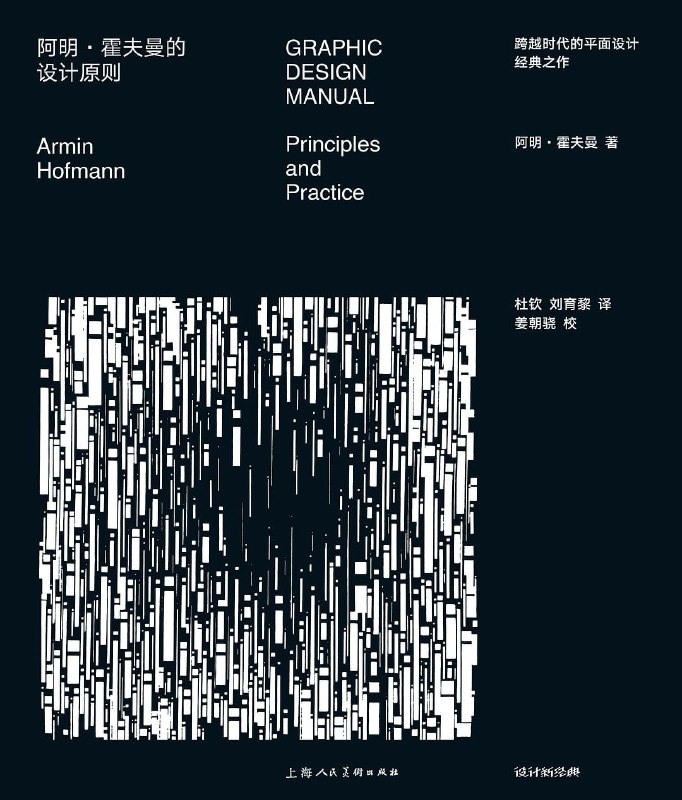 阿明·霍夫曼的
设计原则
Armin
Hofmann
GRAPHIC
DESIGN
MANUAL
Principles
and
Practice
跨越时代的平面设计
经典之作
阿明·霍夫曼 著
杜钦 刘育黎 译
姜朝骁 校
上海人民美術出版社
设计新经典